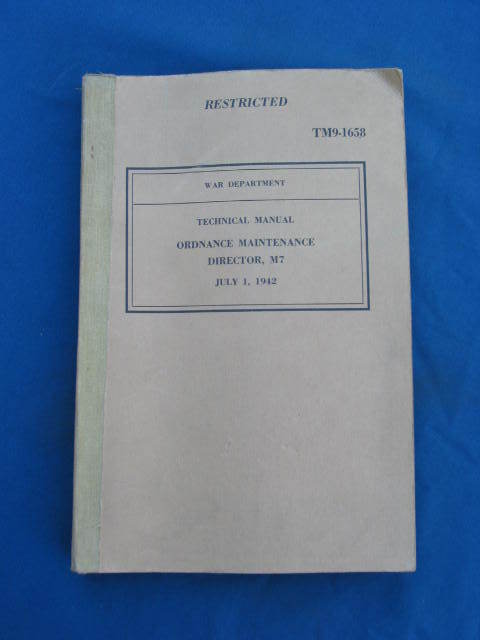 RESTRICTED
TM9-1658
WAR DEPARTMENT
TECHNICAL MANUAL
ORDNANCE MAINTENANCE
DIRECTOR, M7
JULY 1, 1942